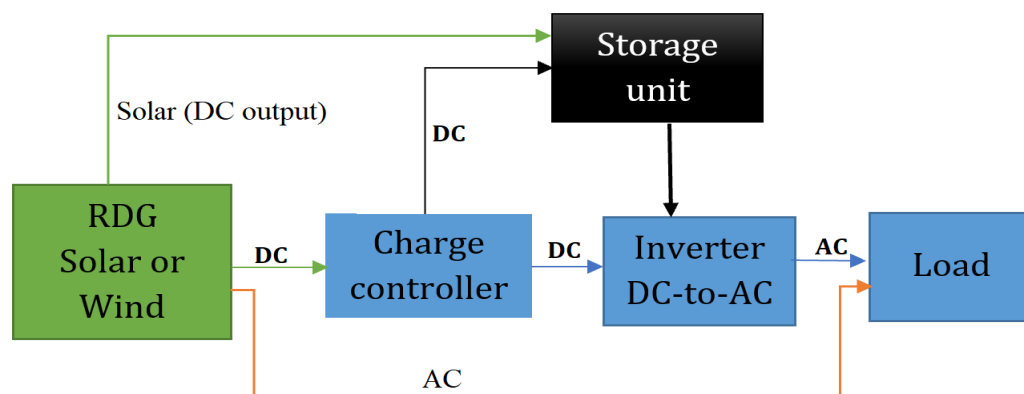 Storage
unit
Solar (DC output)
DC
RDG
Solar or
Wind
DC
Charge
controller
DC
Inverter
DC-to-AC
AC
Load
AC